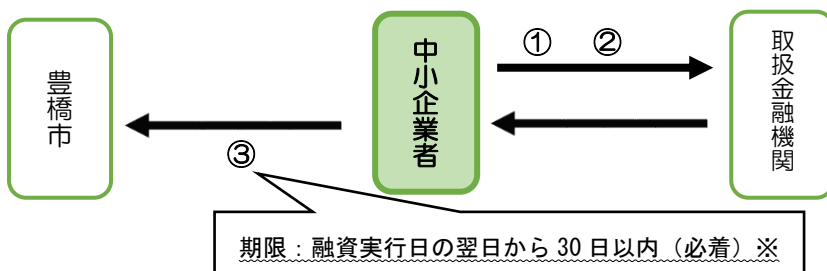 豊橋市
中小企業者
取扱金融機関
① ②
③
期限：融資実行日の翌日から 30 日以内（必着）※